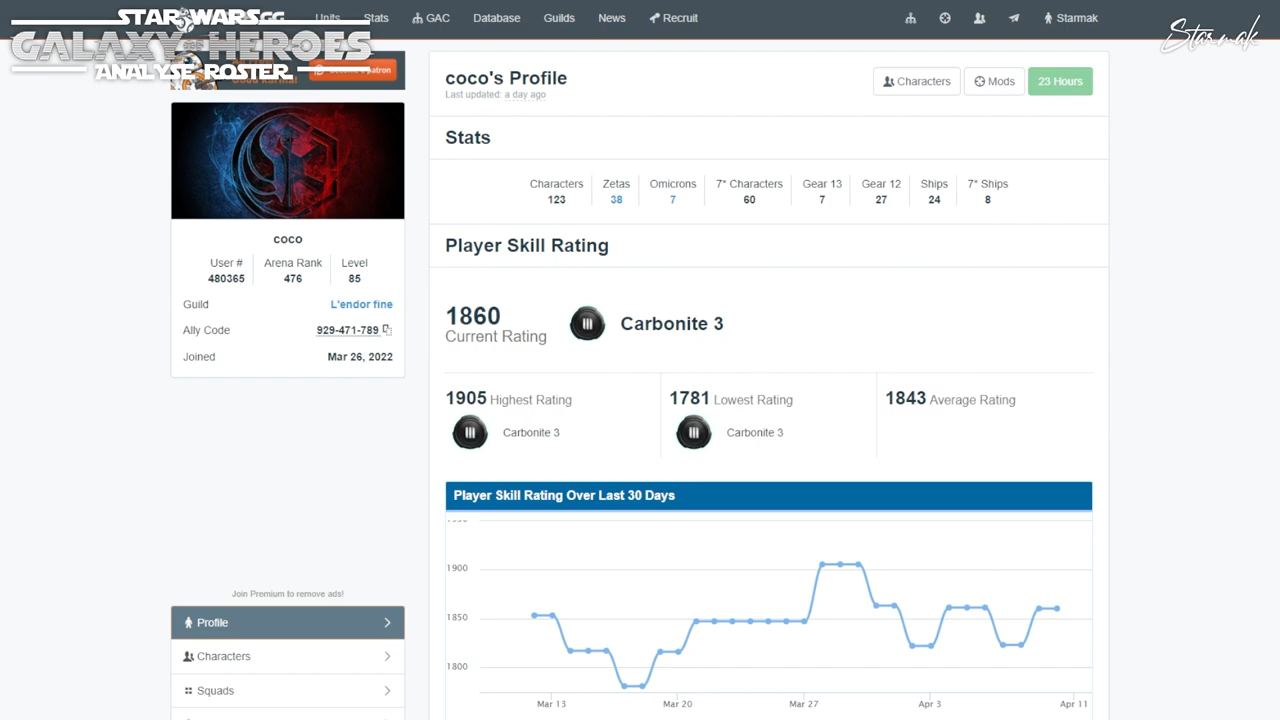 STAR WARS
GALAXY HEROES
ANALYSE ROSTER
GG
Units
Stats
GAC
Database
Guilds
News
Recruit
Starmak
Starmak
Become a patron
coco
User #
Arena Rank
Level
480365
476
85
Guild
L'endor fine
Ally Code
929-471-789
Joined
Mar 26, 2022
Join Premium to remove ads!
Profile
Characters
Squads
coco's Profile
Last updated: a day ago
Characters
Mods
23 Hours
Stats
Characters
Zetas
Omicrons
7* Characters
Gear 13
Gear 12
Ships
7* Ships
123
38
7
60
7
27
24
8
Player Skill Rating
1860
Current Rating
Carbonite 3
1905 Highest Rating
Carbonite 3
1781 Lowest Rating
Carbonite 3
1843 Average Rating
Player Skill Rating Over Last 30 Days
1900
1850
1800
Mar 13
Mar 20
Mar 27
Apr 3
Apr 11